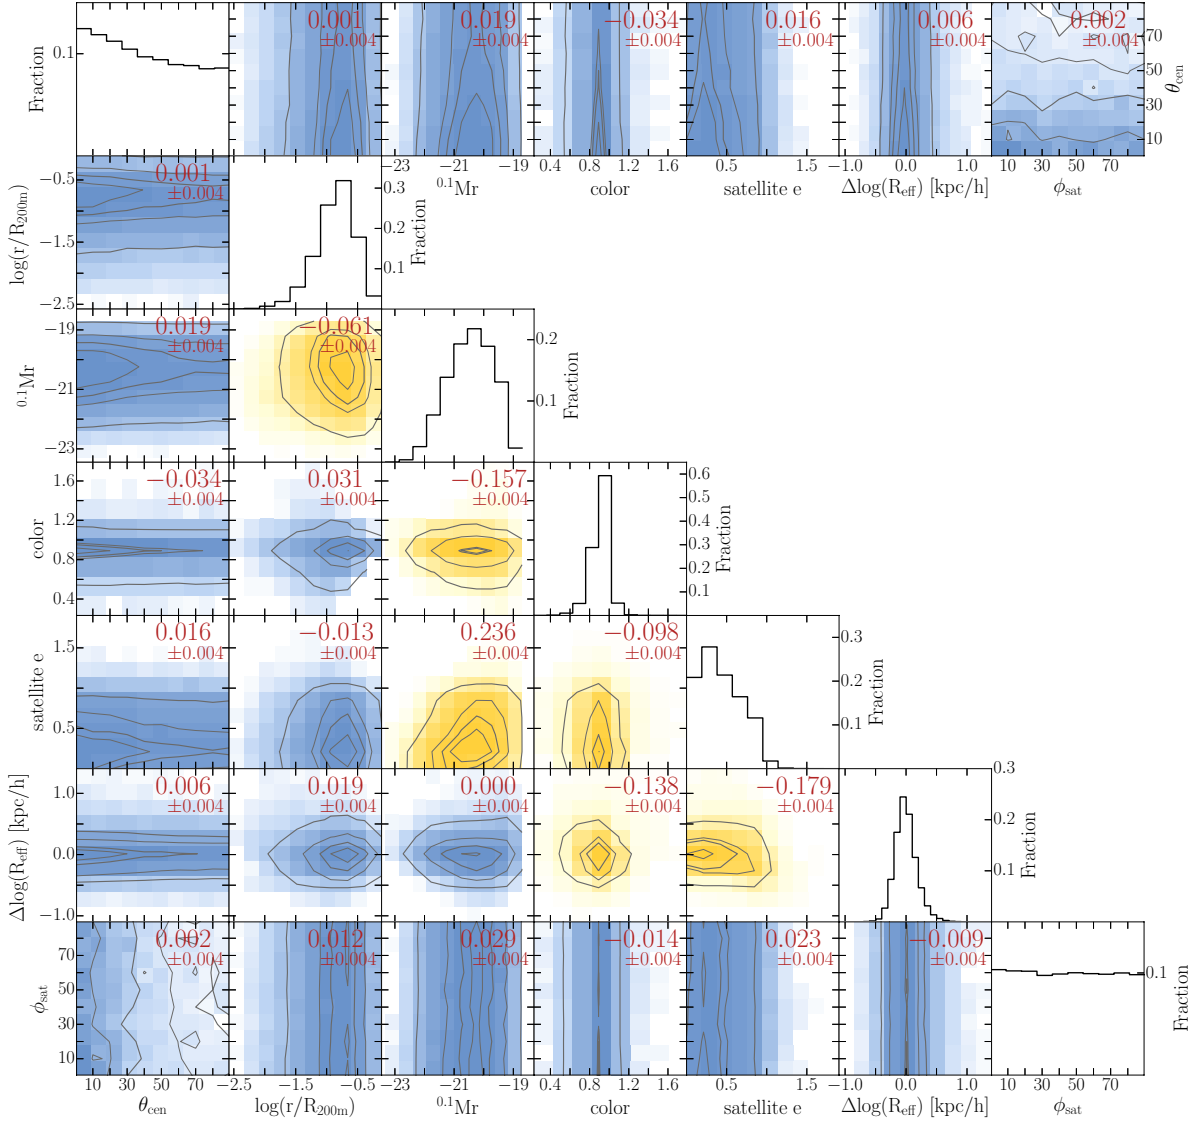 0.001 0.019 −0.034 0.016 0.006 0.002
±0.004 ±0.004 ±0.004 ±0.004 ±0.004 ±0.004
Fraction
0.1
70
50
30
10
θcen
−23 −21 −19 0.4 0.8 1.2 1.6 0.5 1.5 −1.0 0.0 1.0 10 30 50 70
0.1Mr color satellite e Δlog(Reff) [kpc/h] ϕsat
log(r/R200m)
−0.5
−1.5
−2.5
0.001
±0.004
0.3
0.2
0.1
Fraction
0.1Mr
−19
−21
−23
0.019 −0.061
±0.004 ±0.004
0.2
0.1
Fraction
color
1.6
1.2
0.8
0.4
−0.034 0.031 −0.157
±0.004 ±0.004 ±0.004
0.6
0.5
0.4
0.3
0.2
0.1
Fraction
satellite e
1.5
0.5
0.016 −0.013 0.236 −0.098
±0.004 ±0.004 ±0.004 ±0.004
0.3
0.2
0.1
Fraction
Δlog(Reff) [kpc/h]
1.0
0.0
−1.0
0.006 0.019 0.000 −0.138 −0.179
±0.004 ±0.004 ±0.004 ±0.004 ±0.004
0.3
0.2
0.1
Fraction
ϕsat
70
50
30
10
0.002 0.012 0.029 −0.014 0.023 −0.009
±0.004 ±0.004 ±0.004 ±0.004 ±0.004 ±0.004
0.1
Fraction
10 30 50 70 −2.5 −1.5 −0.5 −23 −21 −19 0.4 0.8 1.2 1.6 0.5 1.5 −1.0 0.0 1.0 10 30 50 70
θcen log(r/R200m) 0.1Mr color satellite e Δlog(Reff) [kpc/h] ϕsat